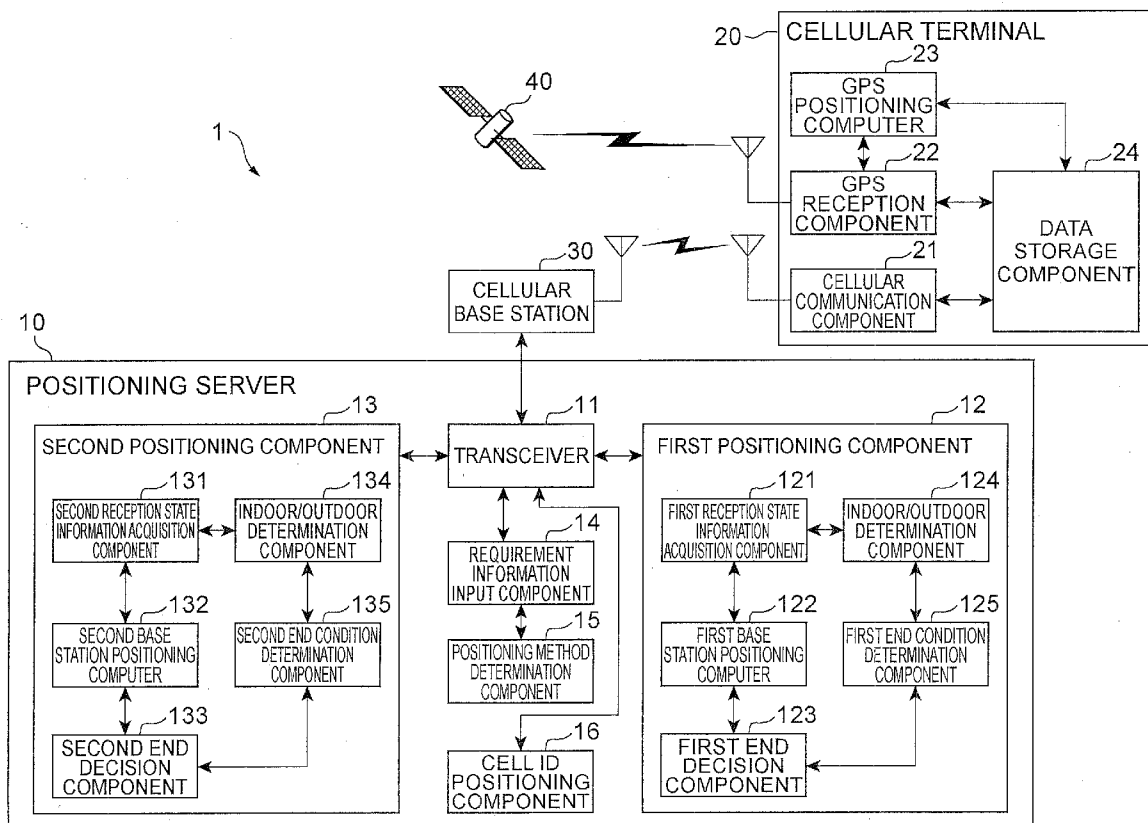 1
40
20
CELLULAR TERMINAL
23
GPS
POSITIONING
COMPUTER
22
GPS
RECEPTION
COMPONENT
24
DATA
STORAGE
COMPONENT
21
CELLULAR
COMMUNICATION
COMPONENT
30
CELLULAR
BASE STATION
10
POSITIONING SERVER
13
SECOND POSITIONING COMPONENT
131
SECOND RECEPTION STATE
INFORMATION ACQUISITION
COMPONENT
134
INDOOR/OUTDOOR
DETERMINATION
COMPONENT
132
SECOND BASE
STATION POSITIONING
COMPUTER
135
SECOND END CONDITION
DETERMINATION
COMPONENT
133
SECOND END
DECISION
COMPONENT
11
TRANSCEIVER
14
REQUIREMENT
INFORMATION
INPUT COMPONENT
15
POSITIONING METHOD
DETERMINATION
COMPONENT
16
CELL ID
POSITIONING
COMPONENT
12
FIRST POSITIONING COMPONENT
121
FIRST RECEPTION STATE
INFORMATION
ACQUISITION COMPONENT
124
INDOOR/OUTDOOR
DETERMINATION
COMPONENT
122
FIRST BASE
STATION POSITIONING
COMPUTER
125
FIRST END CONDITION
DETERMINATION
COMPONENT
123
FIRST END
DECISION
COMPONENT